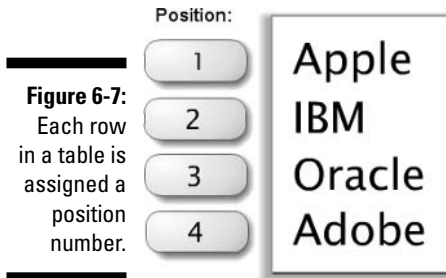 Position:
1 Apple
2 IBM
3 Oracle
4 Adobe
Figure 6-7:
Each row
in a table is
assigned a
position
number.